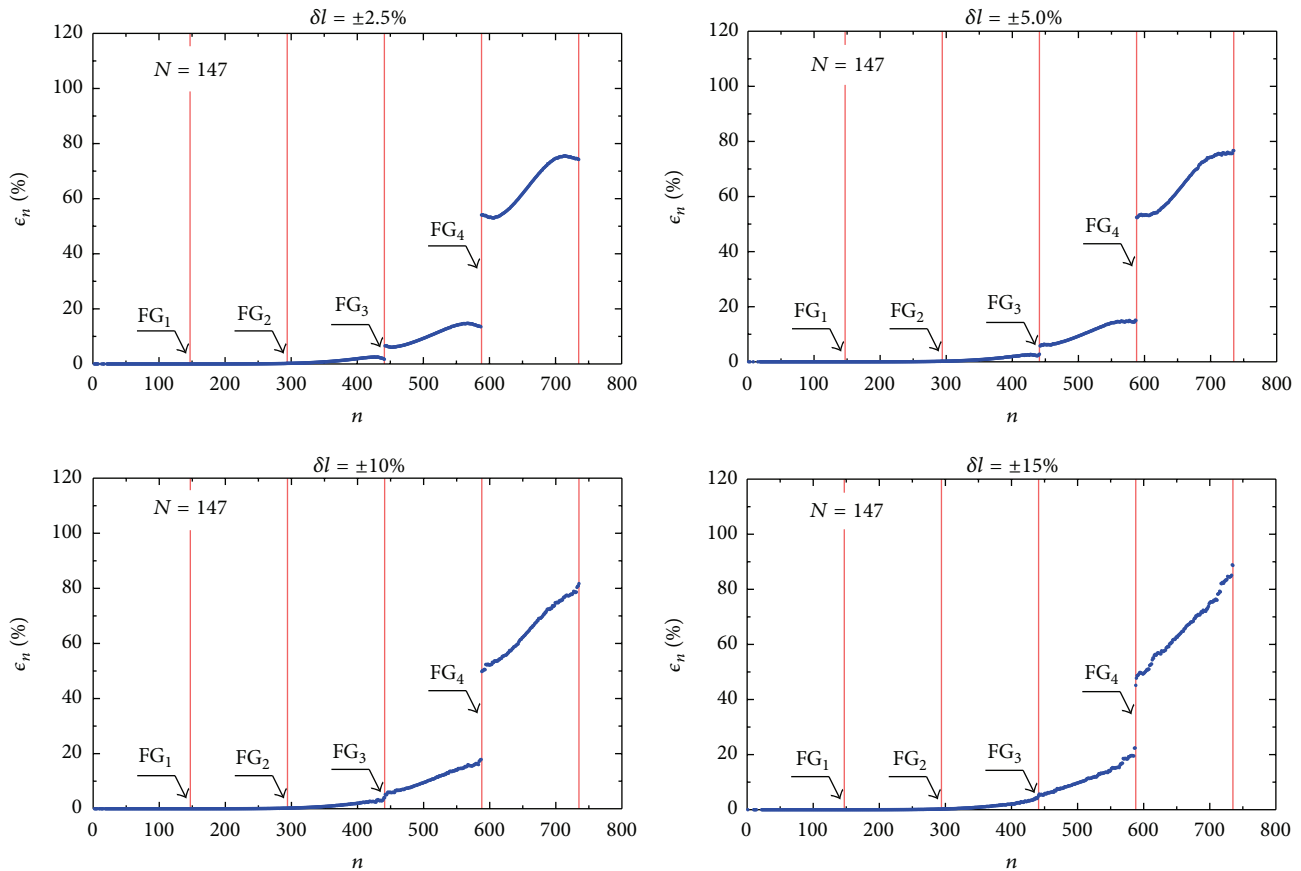 δl = ±2.5%
120
100
80
60
40
20
0
ϵn (%)
N = 147
FG1
FG2
FG3
FG4
0 100 200 300 400 500 600 700 800
n
δl = ±5.0%
120
100
80
60
40
20
0
ϵn (%)
N = 147
FG1
FG2
FG3
FG4
0 100 200 300 400 500 600 700 800
n
δl = ±10%
120
100
80
60
40
20
0
ϵn (%)
N = 147
FG1
FG2
FG3
FG4
0 100 200 300 400 500 600 700 800
n
δl = ±15%
120
100
80
60
40
20
0
ϵn (%)
N = 147
FG1
FG2
FG3
FG4
0 100 200 300 400 500 600 700 800
n